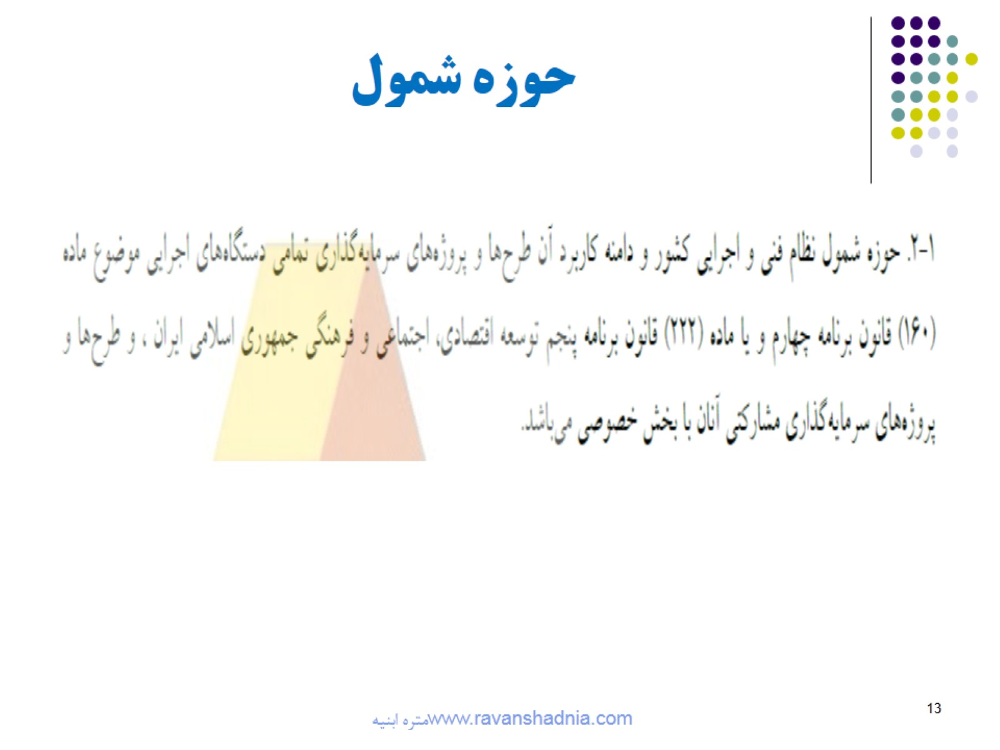 حوزه شمول
۲-۱. حوزه شمول نظام فنی و اجرایی کشور و دامنه کاربرد آن طرح‌ها و پروژه‌های سرمایه‌گذاری تمامی دستگاه‌های اجرایی موضوع ماده
(۱۶۰) قانون برنامه چهارم و یا ماده (۲۲۲) قانون برنامه پنجم توسعه اقتصادی، اجتماعی و فرهنگی جمهوری اسلامی ایران ، و طرح‌ها و
پروژه‌های سرمایه‌گذاری مشارکتی آنان با بخش خصوصی می‌باشد.
13
متره ابنیهwww.ravanshadnia.com